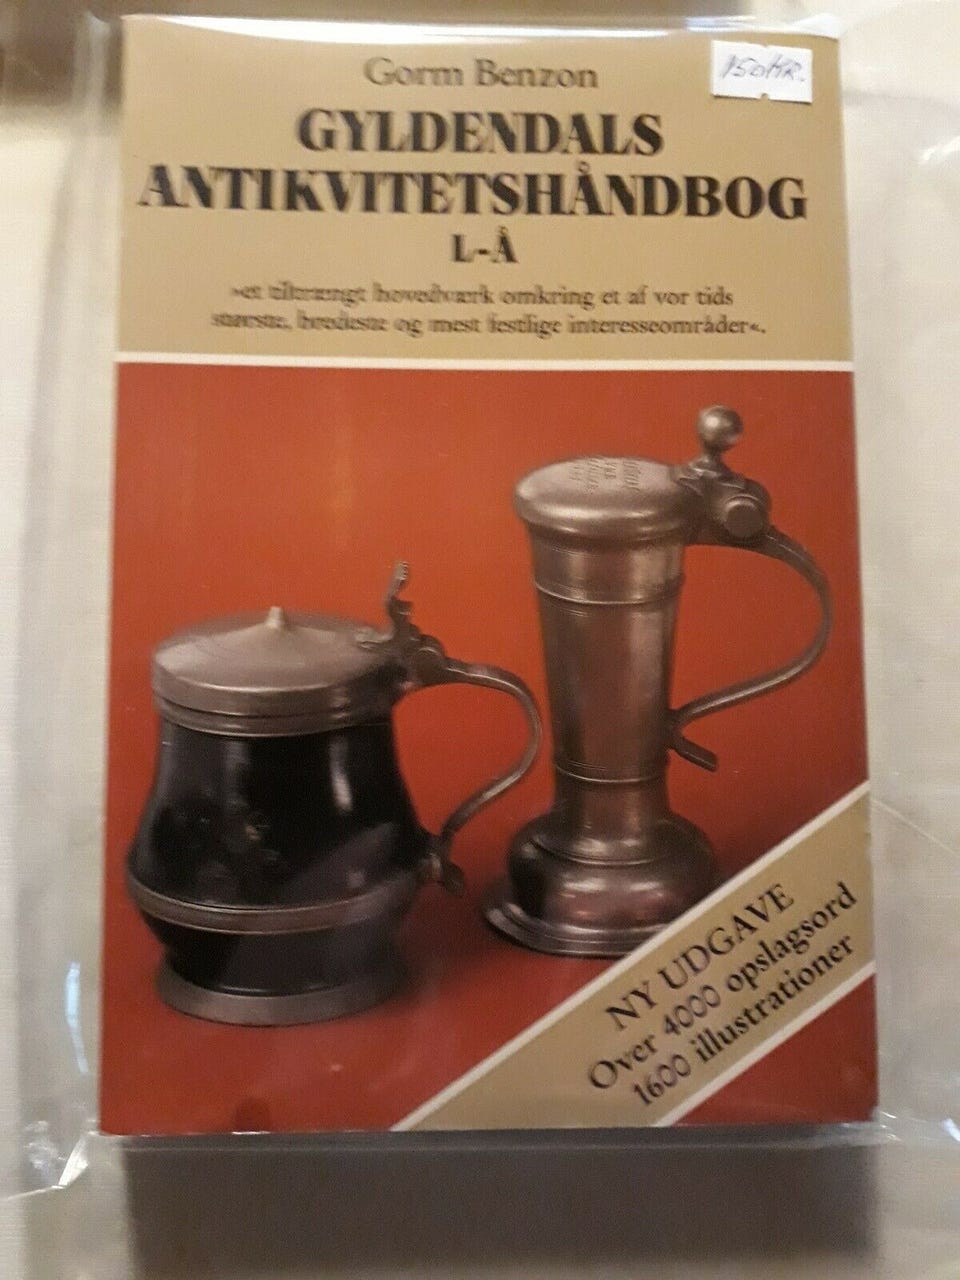 Gorm Benzon
150 KR.
GYLDENDALS
ANTIKVITETSHÅNDBOG
L-Å
»et tiltrængt hovedværk omkring et af vor tids
største, bredeste og mest festlige interesseområder«.
NY UDGAVE
Over 4000 opslagsord
1600 illustrationer